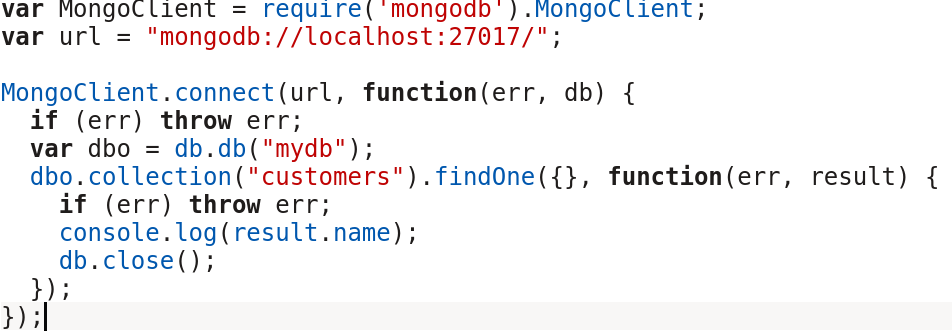 var MongoClient = require('mongodb').MongoClient;
var url = "mongodb://localhost:27017/";

MongoClient.connect(url, function(err, db) {
  if (err) throw err;
  var dbo = db.db("mydb");
  dbo.collection("customers").findOne({}, function(err, result) {
    if (err) throw err;
    console.log(result.name);
    db.close();
  });
});